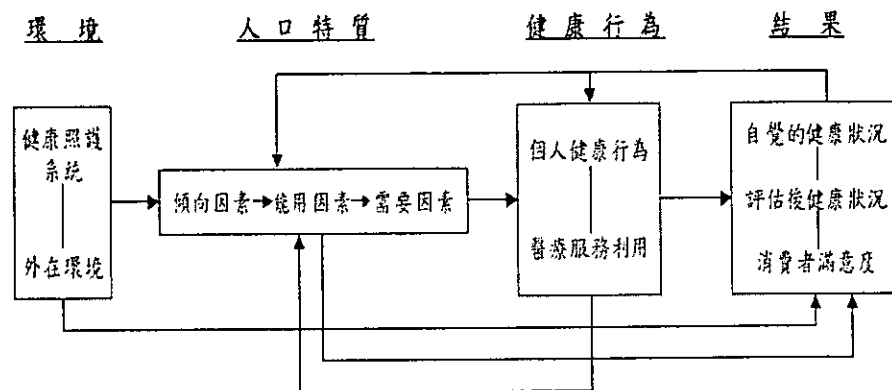 環境 人口特質 健康行為 結果
健康照護
系統
外在環境
傾向因素→能用因素→需要因素
個人健康行為
醫療服務利用
自覺的健康狀況
評估後健康狀況
消費者滿意度